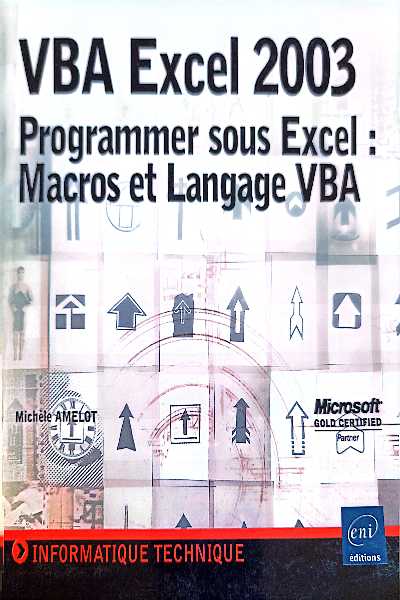 VBA Excel 2003
Programmer sous Excel :
Macros et Langage VBA
Michèle AMELOT
Microsoft
GOLD CERTIFIED
Partner
INFORMATIQUE TECHNIQUE
eni
éditions